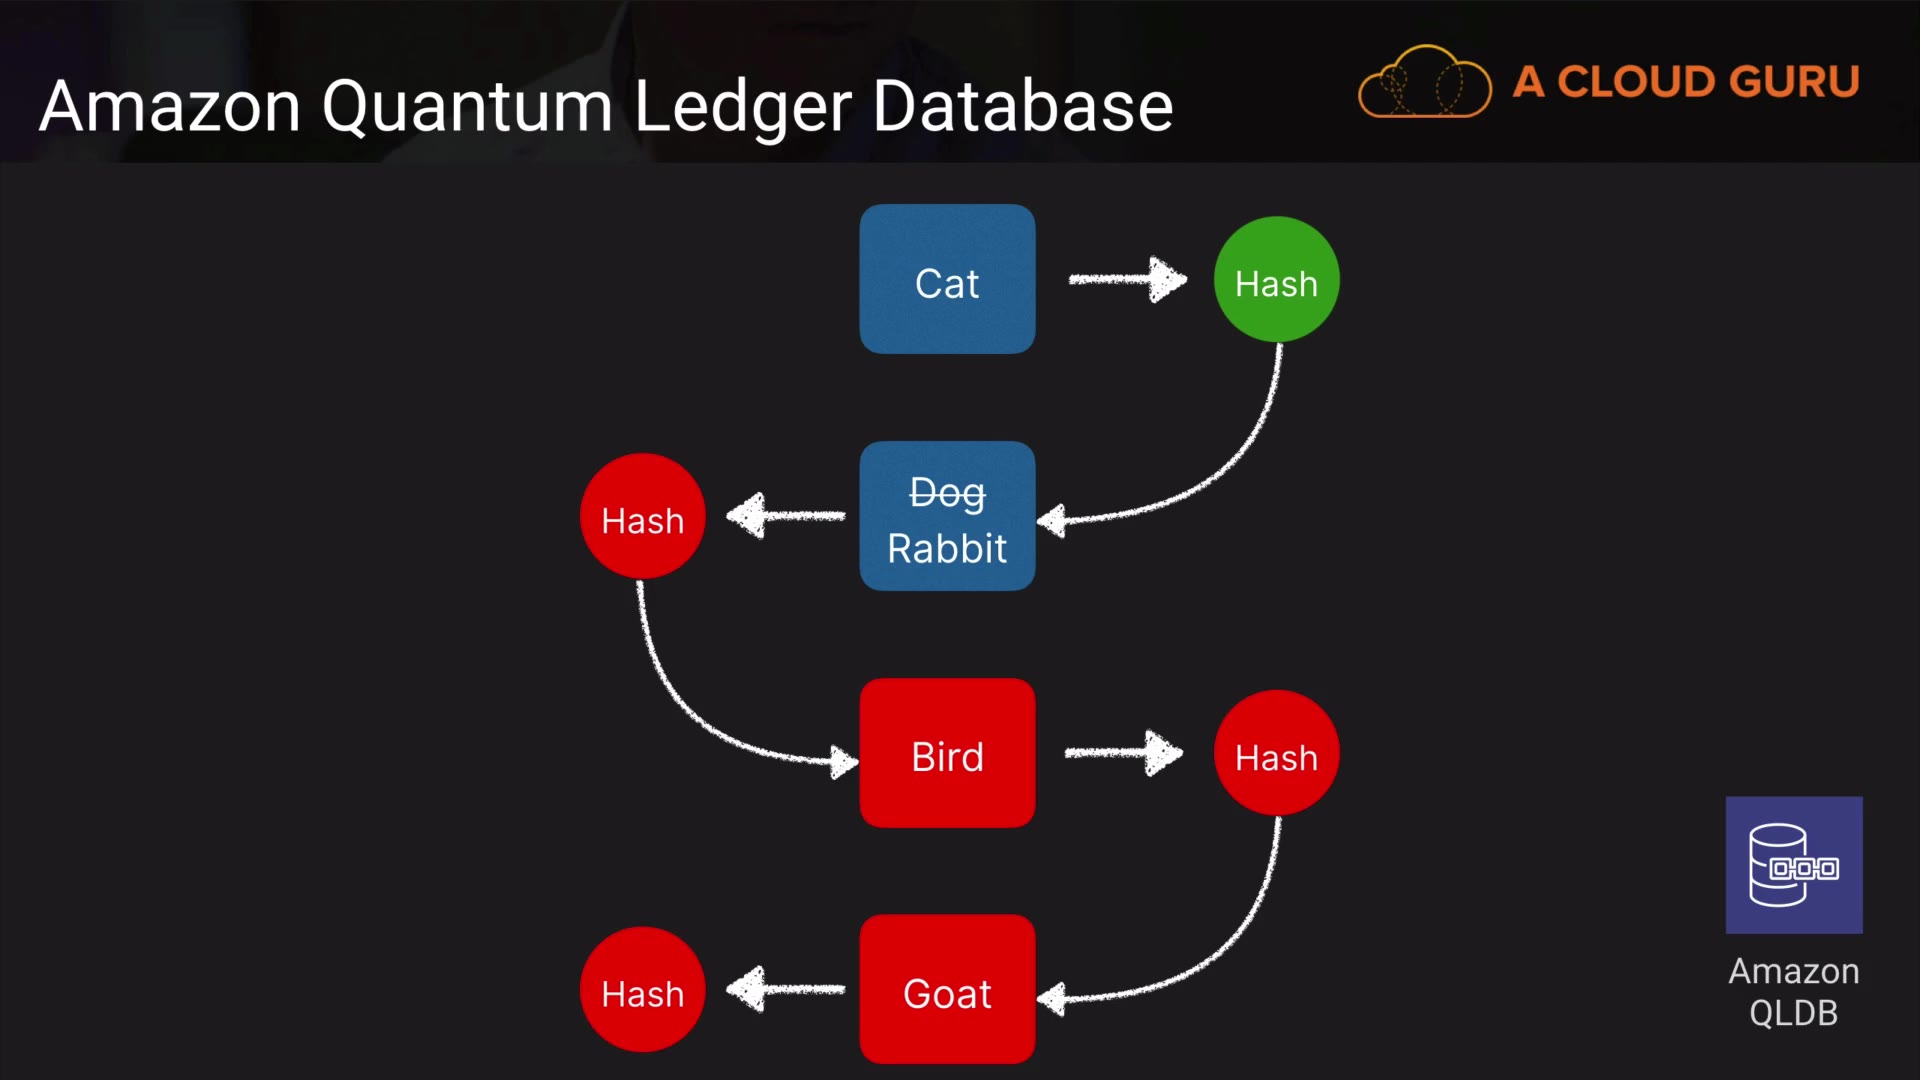 Amazon Quantum Ledger Database
A CLOUD GURU
Cat
Hash
Hash
Dog
Rabbit
Bird
Hash
Hash
Goat
Amazon
QLDB